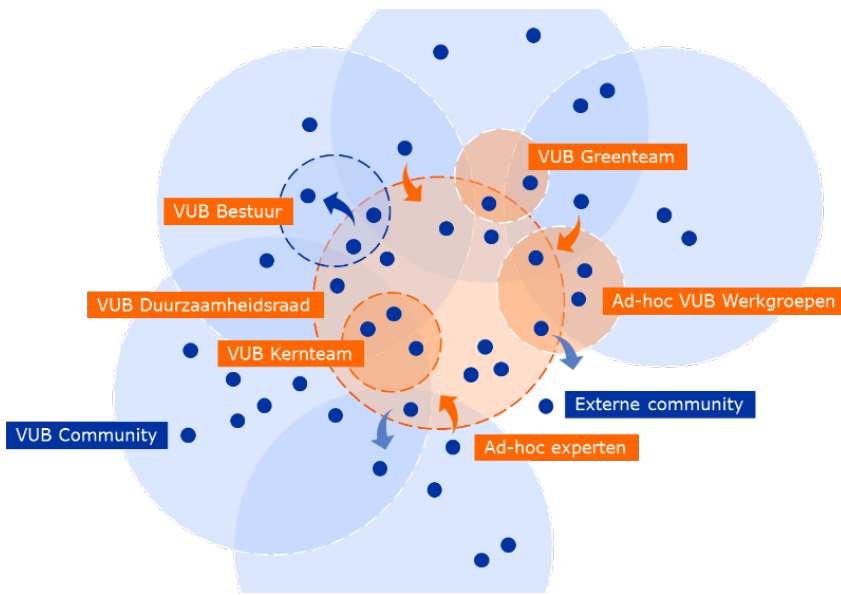 VUB Greenteam
VUB Bestuur
VUB Duurzaamheidsraad
Ad-hoc VUB Werkgroepen
VUB Kernteam
Externe community
VUB Community
Ad-hoc experten